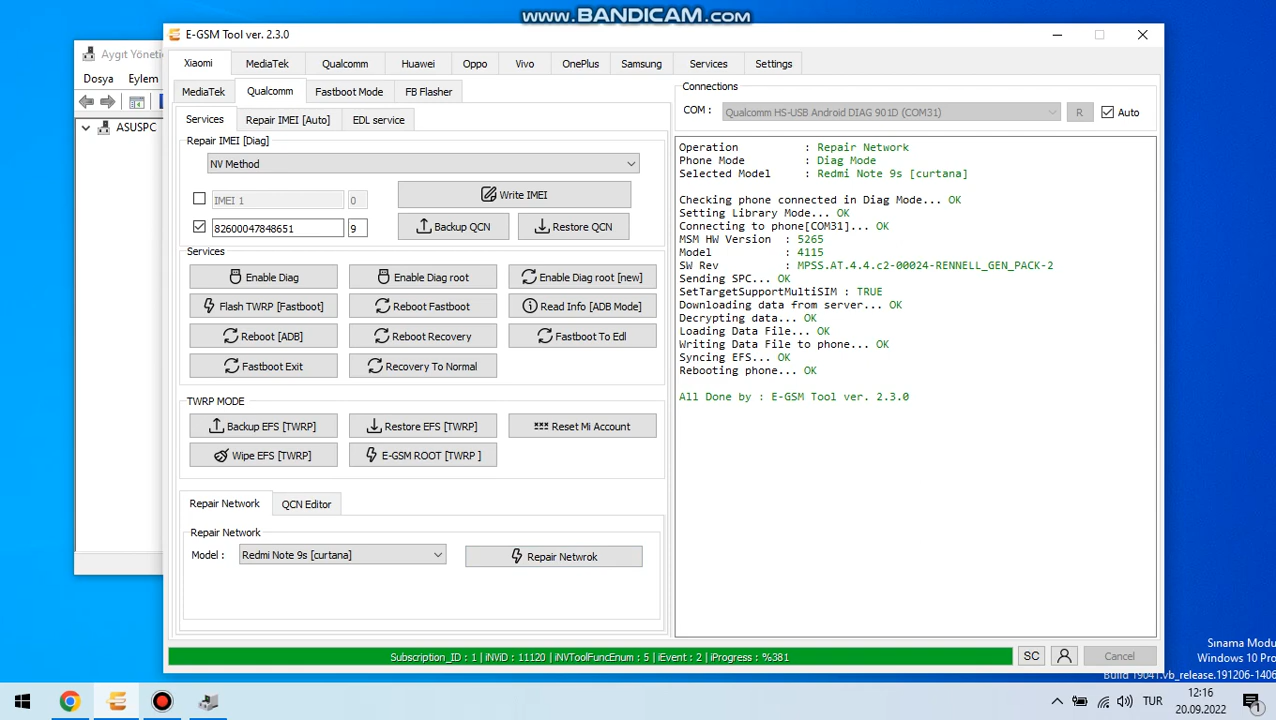 www.BANDICAM.com
Aygıt Yöneti
Dosya Eylem
ASUSPC
E-GSM Tool ver. 2.3.0
Xiaomi MediaTek Qualcomm Huawei Oppo Vivo OnePlus Samsung Services Settings
MediaTek Qualcomm Fastboot Mode FB Flasher
Services Repair IMEI [Auto] EDL service
Repair IMEI [Diag]
NV Method
IMEI 1 0
Write IMEI
82600047848651 9
Backup QCN Restore QCN
Services
Enable Diag Enable Diag root Enable Diag root [new]
Flash TWRP [Fastboot] Reboot Fastboot Read Info [ADB Mode]
Reboot [ADB] Reboot Recovery Fastboot To Edl
Fastboot Exit Recovery To Normal
TWRP MODE
Backup EFS [TWRP] Restore EFS [TWRP] Reset Mi Account
Wipe EFS [TWRP] E-GSM ROOT [TWRP ]
Repair Network QCN Editor
Repair Network
Model : Redmi Note 9s [curtana] Repair Netwrok
Connections
COM : Qualcomm HS-USB Android DIAG 901D (COM31) R Auto
Operation : Repair Network
Phone Mode : Diag Mode
Selected Model : Redmi Note 9s [curtana]
Checking phone connected in Diag Mode... OK
Setting Library Mode... OK
Connecting to phone[COM31]... OK
MSM HW Version : 5265
Model : 4115
SW Rev : MPSS.AT.4.4.c2-00024-RENNELL_GEN_PACK-2
Sending SPC... OK
SetTargetSupportMultiSIM : TRUE
Downloading data from server... OK
Decrypting data... OK
Loading Data File... OK
Writing Data File to phone... OK
Syncing EFS... OK
Rebooting phone... OK
All Done by : E-GSM Tool ver. 2.3.0
Subscription_ID : 1 | iNViD : 11120 | iNVToolFuncEnum : 5 | iEvent : 2 | iProgress : %381
SC Cancel
Sınama Modu
Windows 10 Pro
Build 19041.vb_release.191206-1406
TUR
12:16
20.09.2022
1